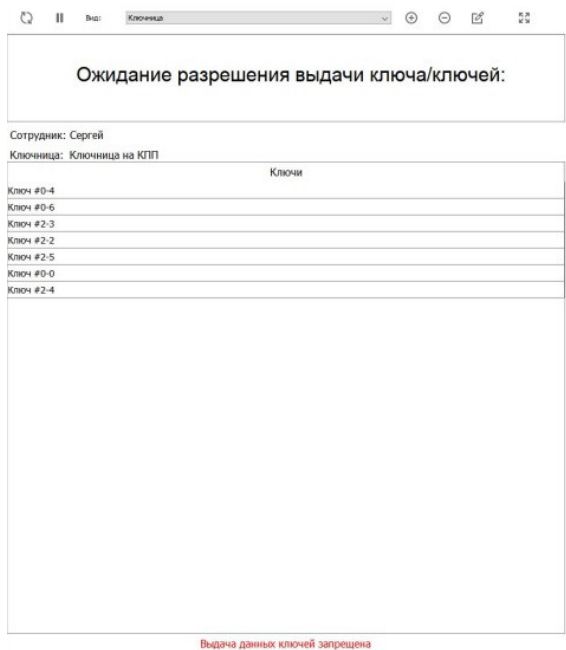 Вид: Ключница
Ожидание разрешения выдачи ключа/ключей:
Сотрудник: Сергей
Ключница: Ключница на КПП
Ключи
Ключ #0-4
Ключ #0-6
Ключ #2-3
Ключ #2-2
Ключ #2-5
Ключ #0-0
Ключ #2-4
Выдача данных ключей запрещена